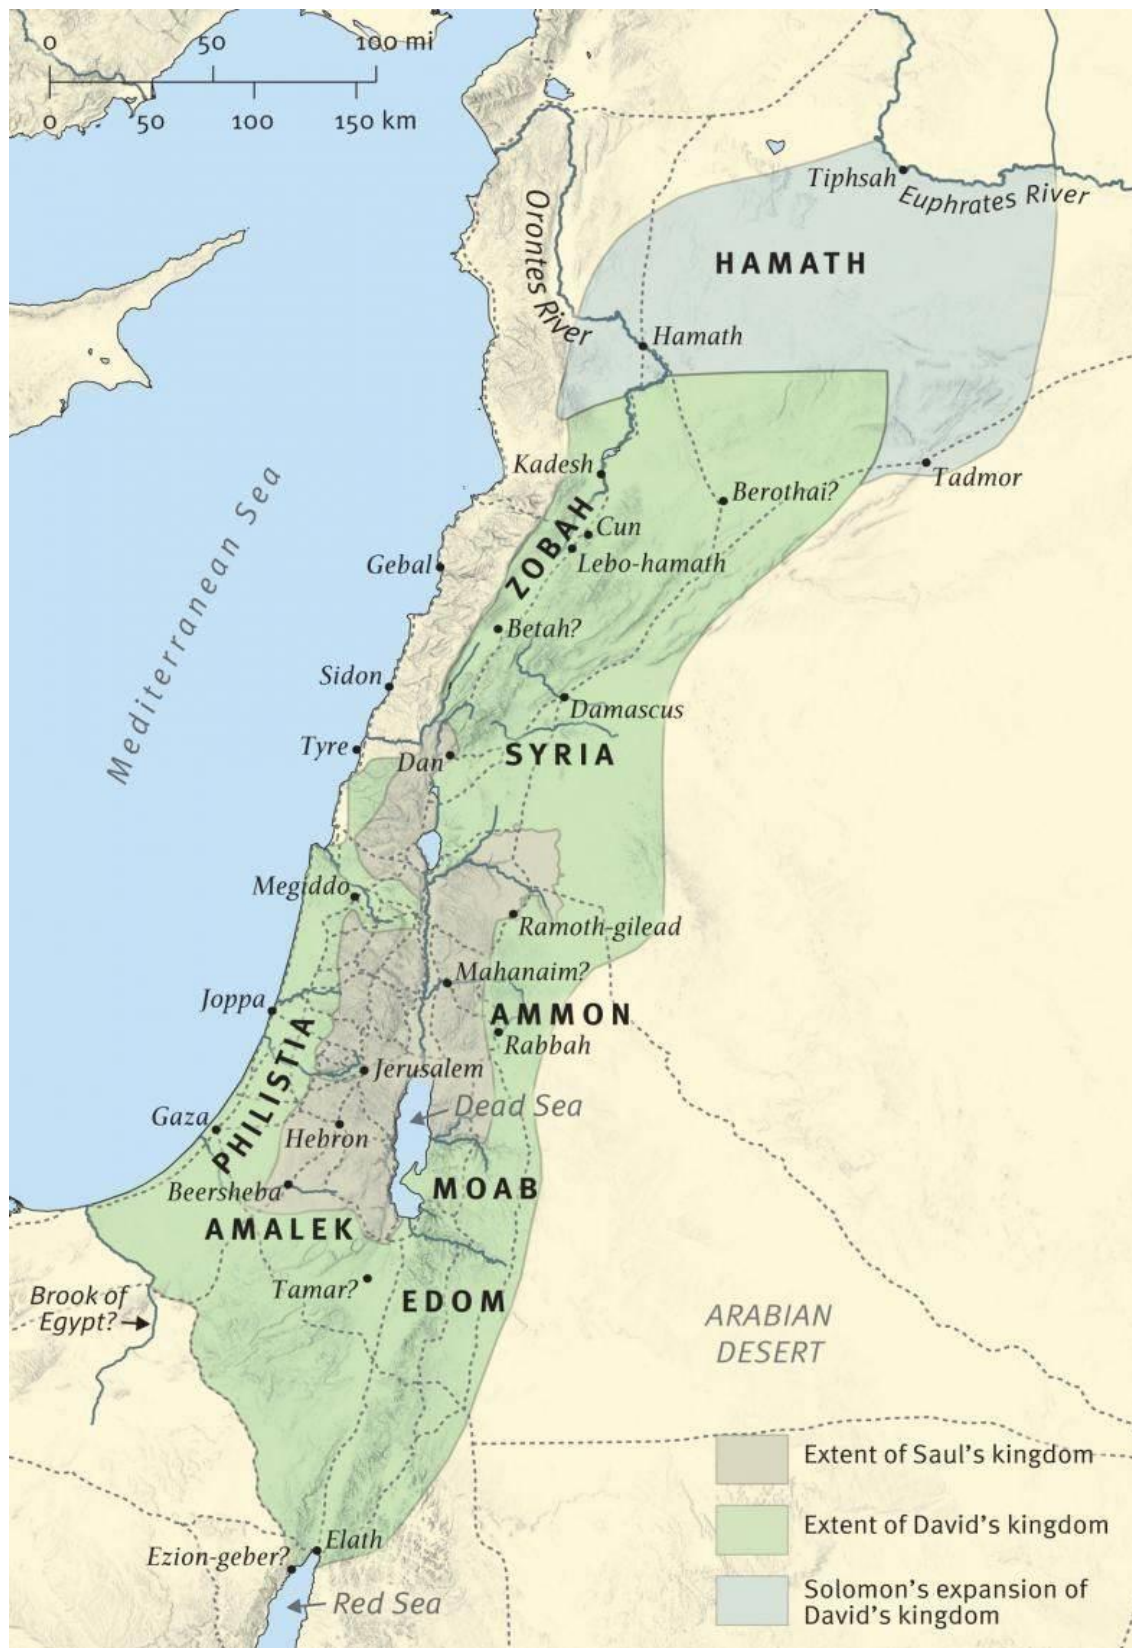 0 50 100 mi
0 50 100 150 km
Tiphsah
Euphrates River
Orontes River
HAMATH
Hamath
Kadesh
Tadmor
Berothai?
ZOBAH
Cun
Lebo-hamath
Mediterranean Sea
Gebal
Betah?
Sidon
Damascus
Tyre
Dan
SYRIA
Megiddo
Ramoth-gilead
Mahanaim?
Joppa
AMMON
PHILISTIA
Rabbah
Jerusalem
Dead Sea
Gaza
Hebron
Beersheba
MOAB
AMALEK
Tamar?
EDOM
Brook of
Egypt?
ARABIAN
DESERT
Extent of Saul's kingdom
Extent of David's kingdom
Solomon's expansion of
David's kingdom
Elath
Ezion-geber?
Red Sea